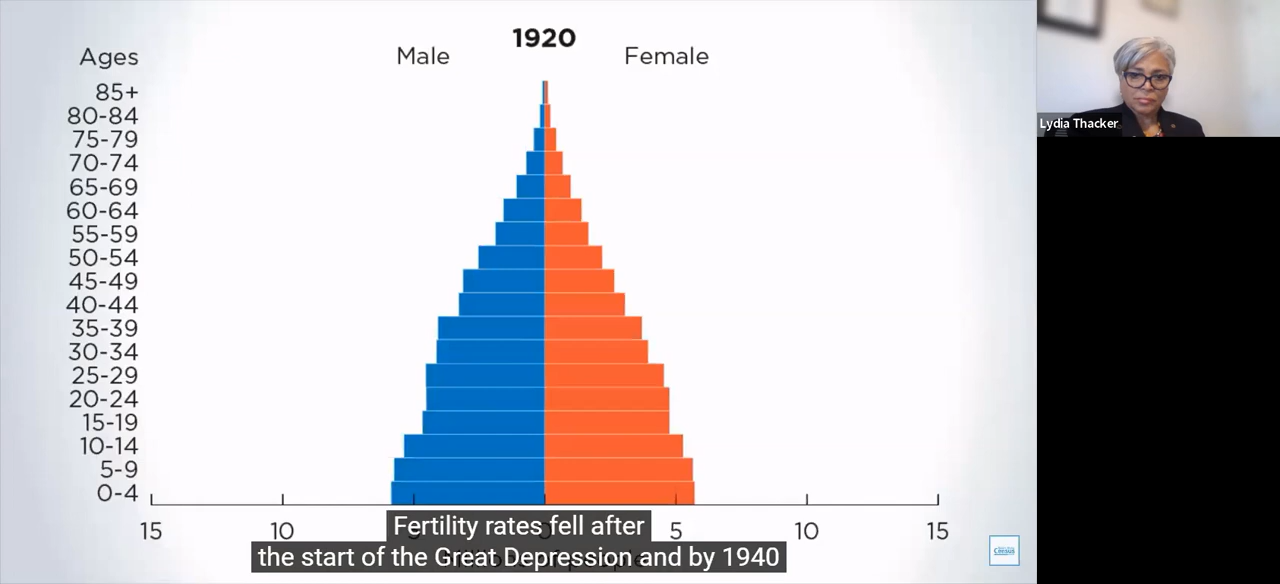 1920
Ages
Male
Female
85+
80-84
75-79
70-74
65-69
60-64
55-59
50-54
45-49
40-44
35-39
30-34
25-29
20-24
15-19
10-14
5-9
0-4
15 10 5 0 5 10 15
Fertility rates fell after
the start of the Great Depression and by 1940
Lydia Thacker
Census